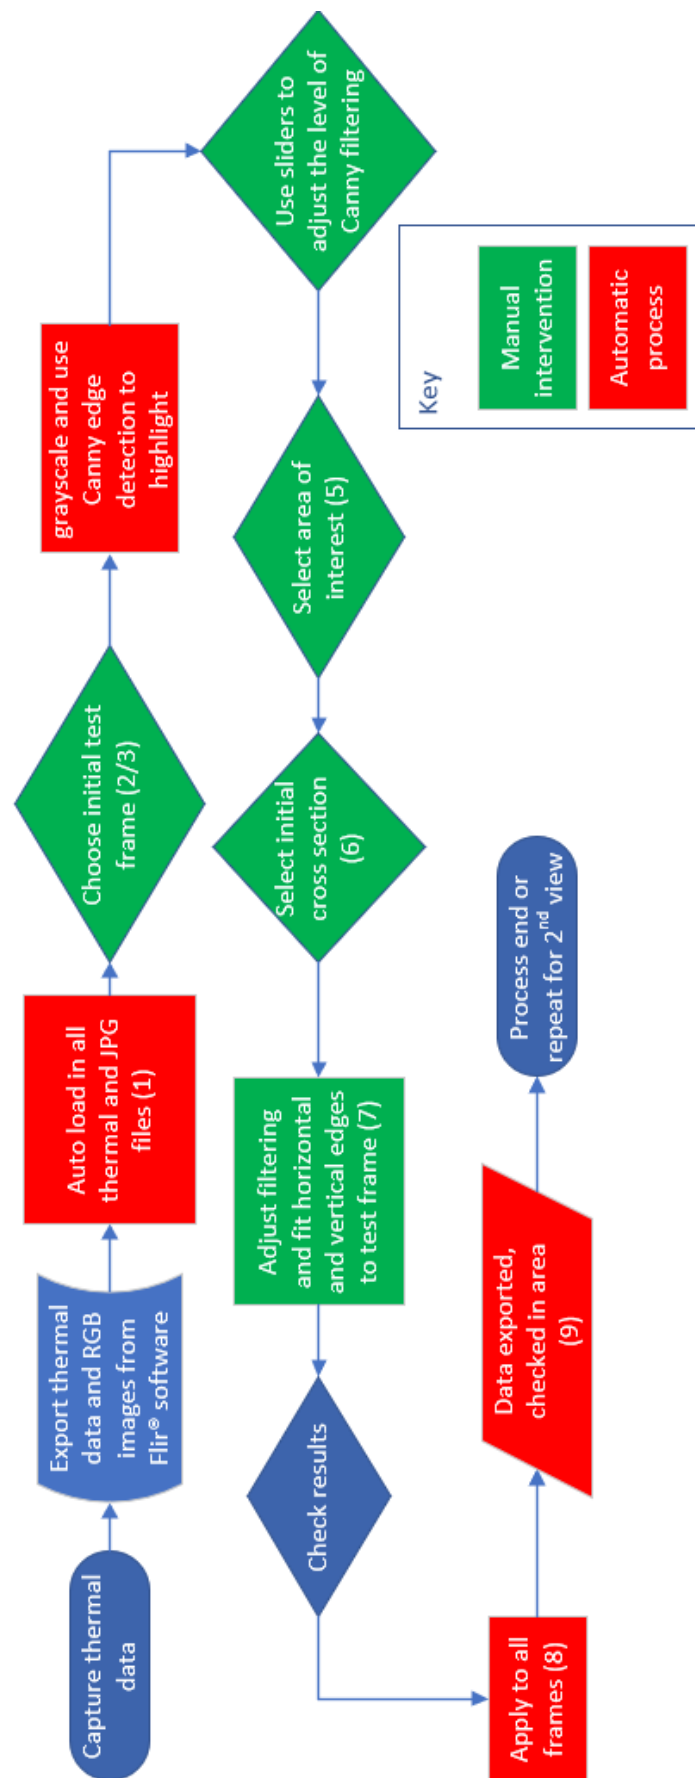 Capture thermal
data
Export thermal
data and RGB
images from
Flir® software
Auto load in all
thermal and JPG
files (1)
Choose initial test
frame (2/3)
grayscale and use
Canny edge
detection to
highlight
Use sliders to
adjust the level of
Canny filtering
Select area of
interest (5)
Select initial
cross section
(6)
Adjust filtering
and fit horizontal
and vertical edges
to test frame (7)
Check results
Apply to all
frames (8)
Data exported,
checked in area
(9)
Process end or
repeat for 2nd view
Key
Manual
intervention
Automatic
process